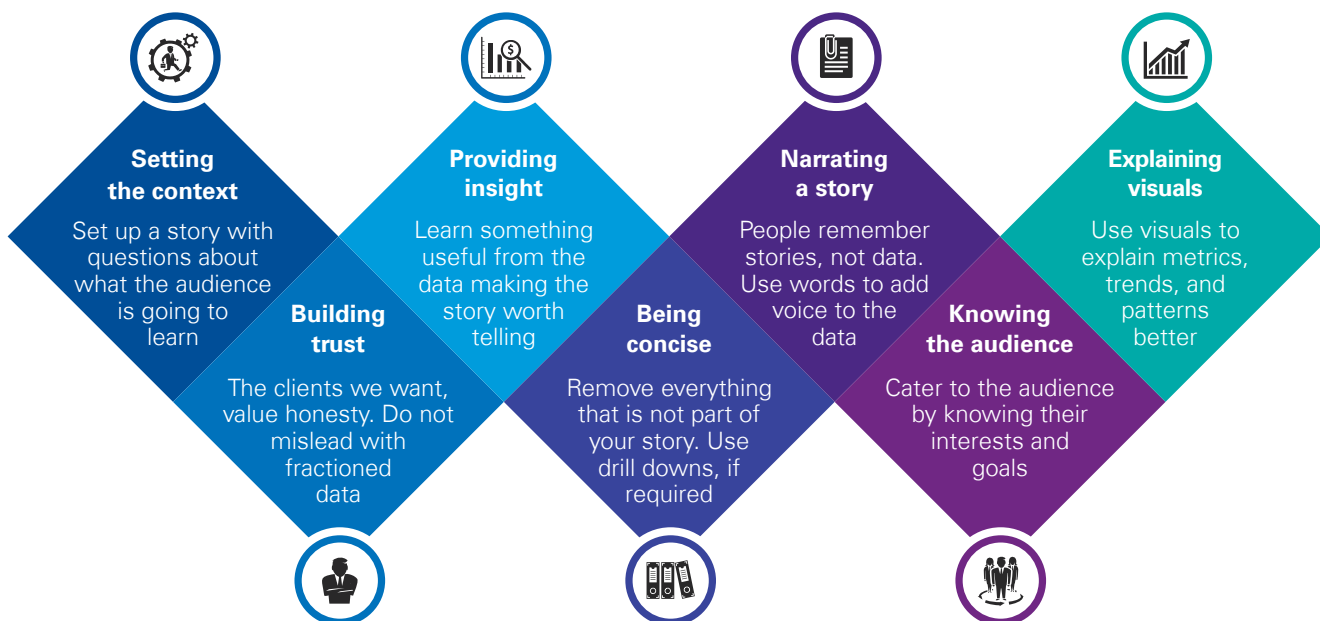 Setting
the context
Set up a story with
questions about
what the audience
is going to
learn
Building
trust
The clients we want,
value honesty. Do not
mislead with
fractioned
data
Providing
insight
Learn something
useful from the
data making the
story worth
telling
Being
concise
Remove everything
that is not part of
your story. Use
drill downs, if
required
Narrating
a story
People remember
stories, not data.
Use words to add
voice to the
data
Knowing
the audience
Cater to the audience
by knowing their
interests and
goals
Explaining
visuals
Use visuals to
explain metrics,
trends, and
patterns
better
$